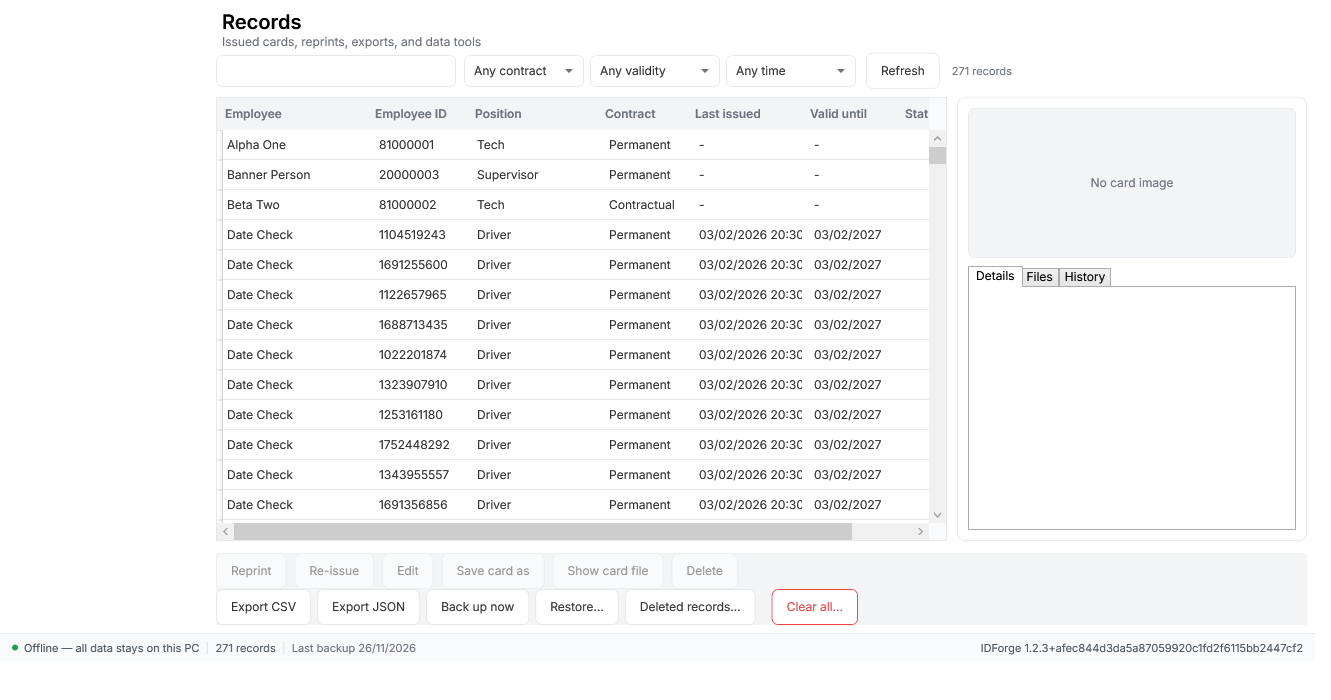 Records
Issued cards, reprints, exports, and data tools
Any contract Any validity Any time Refresh 271 records
Employee Employee ID Position Contract Last issued Valid until Stat
Alpha One 81000001 Tech Permanent - -
Banner Person 20000003 Supervisor Permanent - -
Beta Two 81000002 Tech Contractual - -
Date Check 1104519243 Driver Permanent 03/02/2026 20:30 03/02/2027
Date Check 1691255600 Driver Permanent 03/02/2026 20:30 03/02/2027
Date Check 1122657965 Driver Permanent 03/02/2026 20:30 03/02/2027
Date Check 1688713435 Driver Permanent 03/02/2026 20:30 03/02/2027
Date Check 1022201874 Driver Permanent 03/02/2026 20:30 03/02/2027
Date Check 1323907910 Driver Permanent 03/02/2026 20:30 03/02/2027
Date Check 1253161180 Driver Permanent 03/02/2026 20:30 03/02/2027
Date Check 1752448292 Driver Permanent 03/02/2026 20:30 03/02/2027
Date Check 1343955557 Driver Permanent 03/02/2026 20:30 03/02/2027
Date Check 1691356856 Driver Permanent 03/02/2026 20:30 03/02/2027
No card image
Details Files History
Reprint Re-issue Edit Save card as Show card file Delete
Export CSV Export JSON Back up now Restore... Deleted records... Clear all...
Offline — all data stays on this PC 271 records Last backup 26/11/2026 IDForge 1.2.3+afec844d3da5a87059920c1fd2f6115bb2447cf2